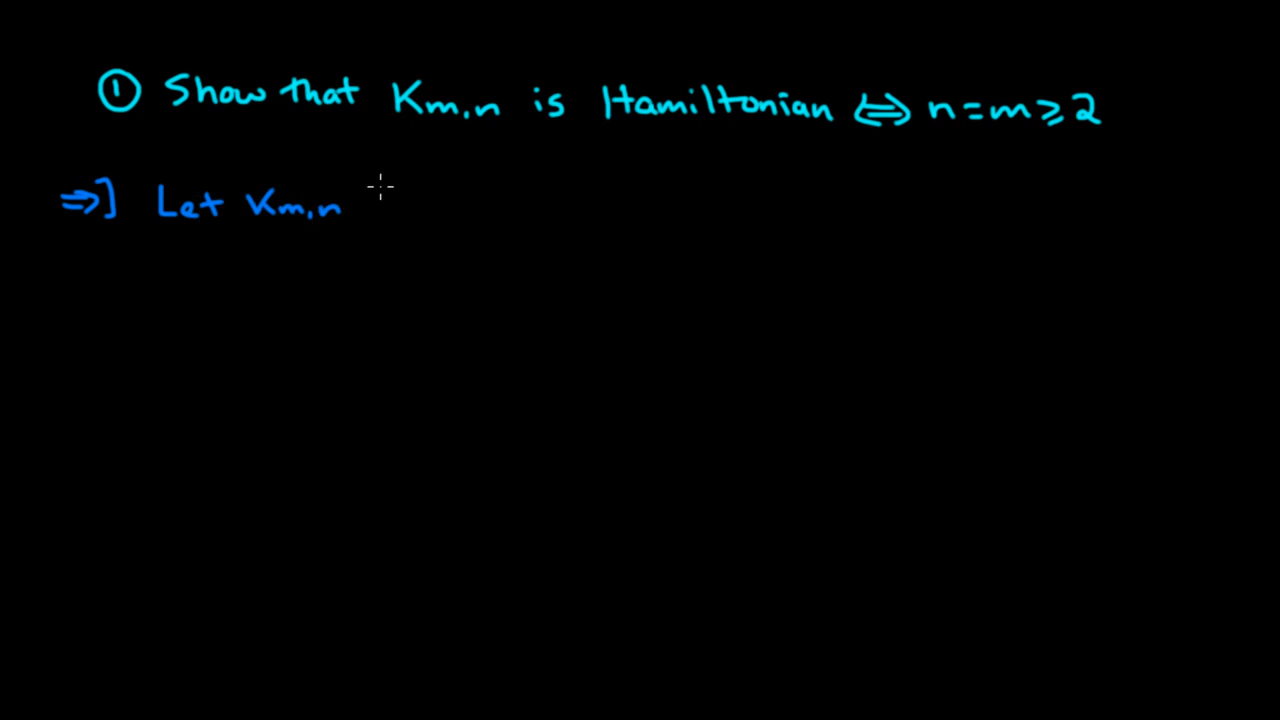 ① Show that Km,n is Hamiltonian ⇔ n=m≥2
⇒] Let Km,n